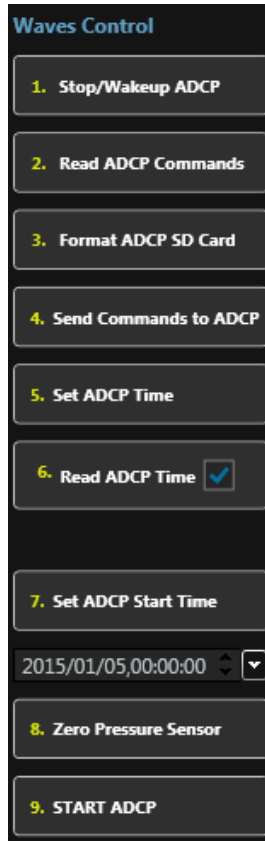 Waves Control
1. Stop/Wakeup ADCP
2. Read ADCP Commands
3. Format ADCP SD Card
4. Send Commands to ADCP
5. Set ADCP Time
6. Read ADCP Time
7. Set ADCP Start Time
2015/01/05,00:00:00
8. Zero Pressure Sensor
9. START ADCP